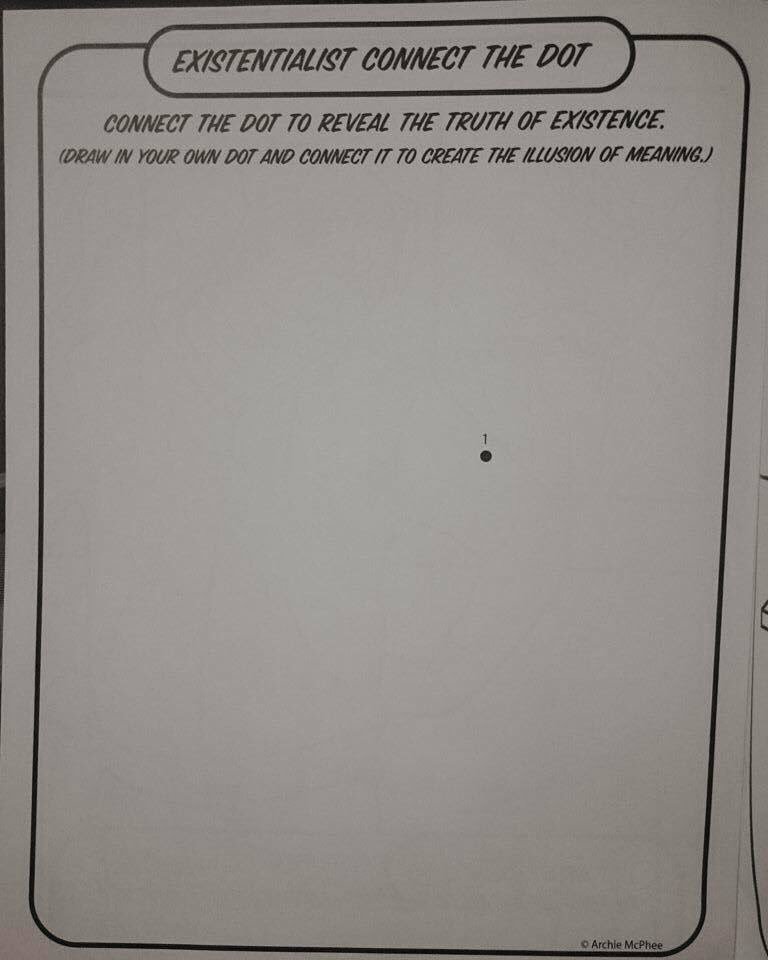 EXISTENTIALIST CONNECT THE DOT
CONNECT THE DOT TO REVEAL THE TRUTH OF EXISTENCE.
(DRAW IN YOUR OWN DOT AND CONNECT IT TO CREATE THE ILLUSION OF MEANING.)
1
© Archie McPhee